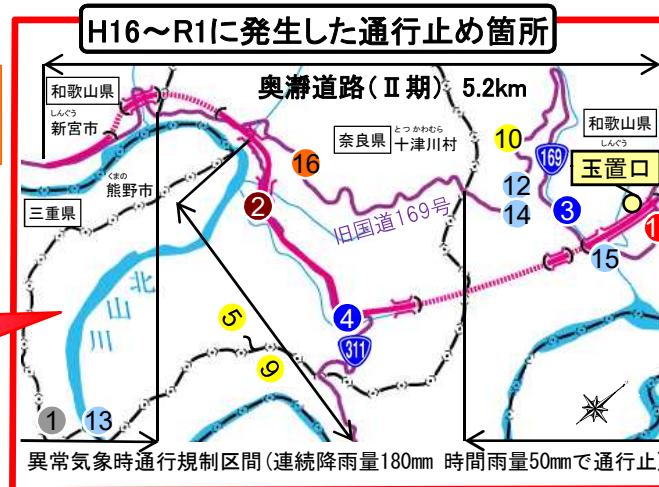 H16～R1に発生した通行止め箇所
奥瀞道路(Ⅱ期) 5.2km
和歌山県
しんぐう
新宮市
奈良県
とつかわむら
十津川村
10
和歌山県
しんぐう
169
玉置口
16
12
くまの
熊野市
三重県
2
14
3
旧国道169号
1
15
北山川
4
5
311
9
1
13
異常気象時通行規制区間(連続降雨量180mm 時間雨量50mmで通行止